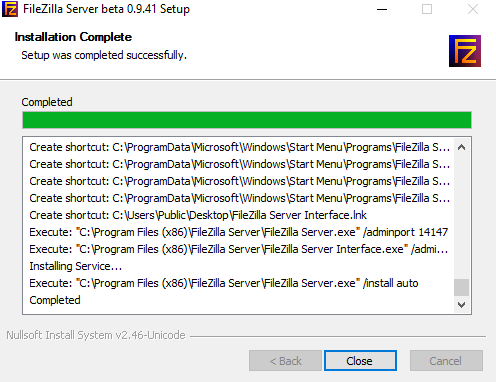 FileZilla Server beta 0.9.41 Setup
Installation Complete
Setup was completed successfully.
Completed
Create shortcut: C:\ProgramData\Microsoft\Windows\Start Menu\Programs\FileZilla S...
Create shortcut: C:\ProgramData\Microsoft\Windows\Start Menu\Programs\FileZilla S...
Create shortcut: C:\ProgramData\Microsoft\Windows\Start Menu\Programs\FileZilla S...
Create shortcut: C:\ProgramData\Microsoft\Windows\Start Menu\Programs\FileZilla S...
Create shortcut: C:\Users\Public\Desktop\FileZilla Server Interface.lnk
Execute: "C:\Program Files (x86)\FileZilla Server\FileZilla Server.exe" /adminport 14147
Execute: "C:\Program Files (x86)\FileZilla Server\FileZilla Server Interface.exe" /admi...
Installing Service...
Execute: "C:\Program Files (x86)\FileZilla Server\FileZilla Server.exe" /install auto
Completed
Nullsoft Install System v2.46-Unicode
< Back
Close
Cancel